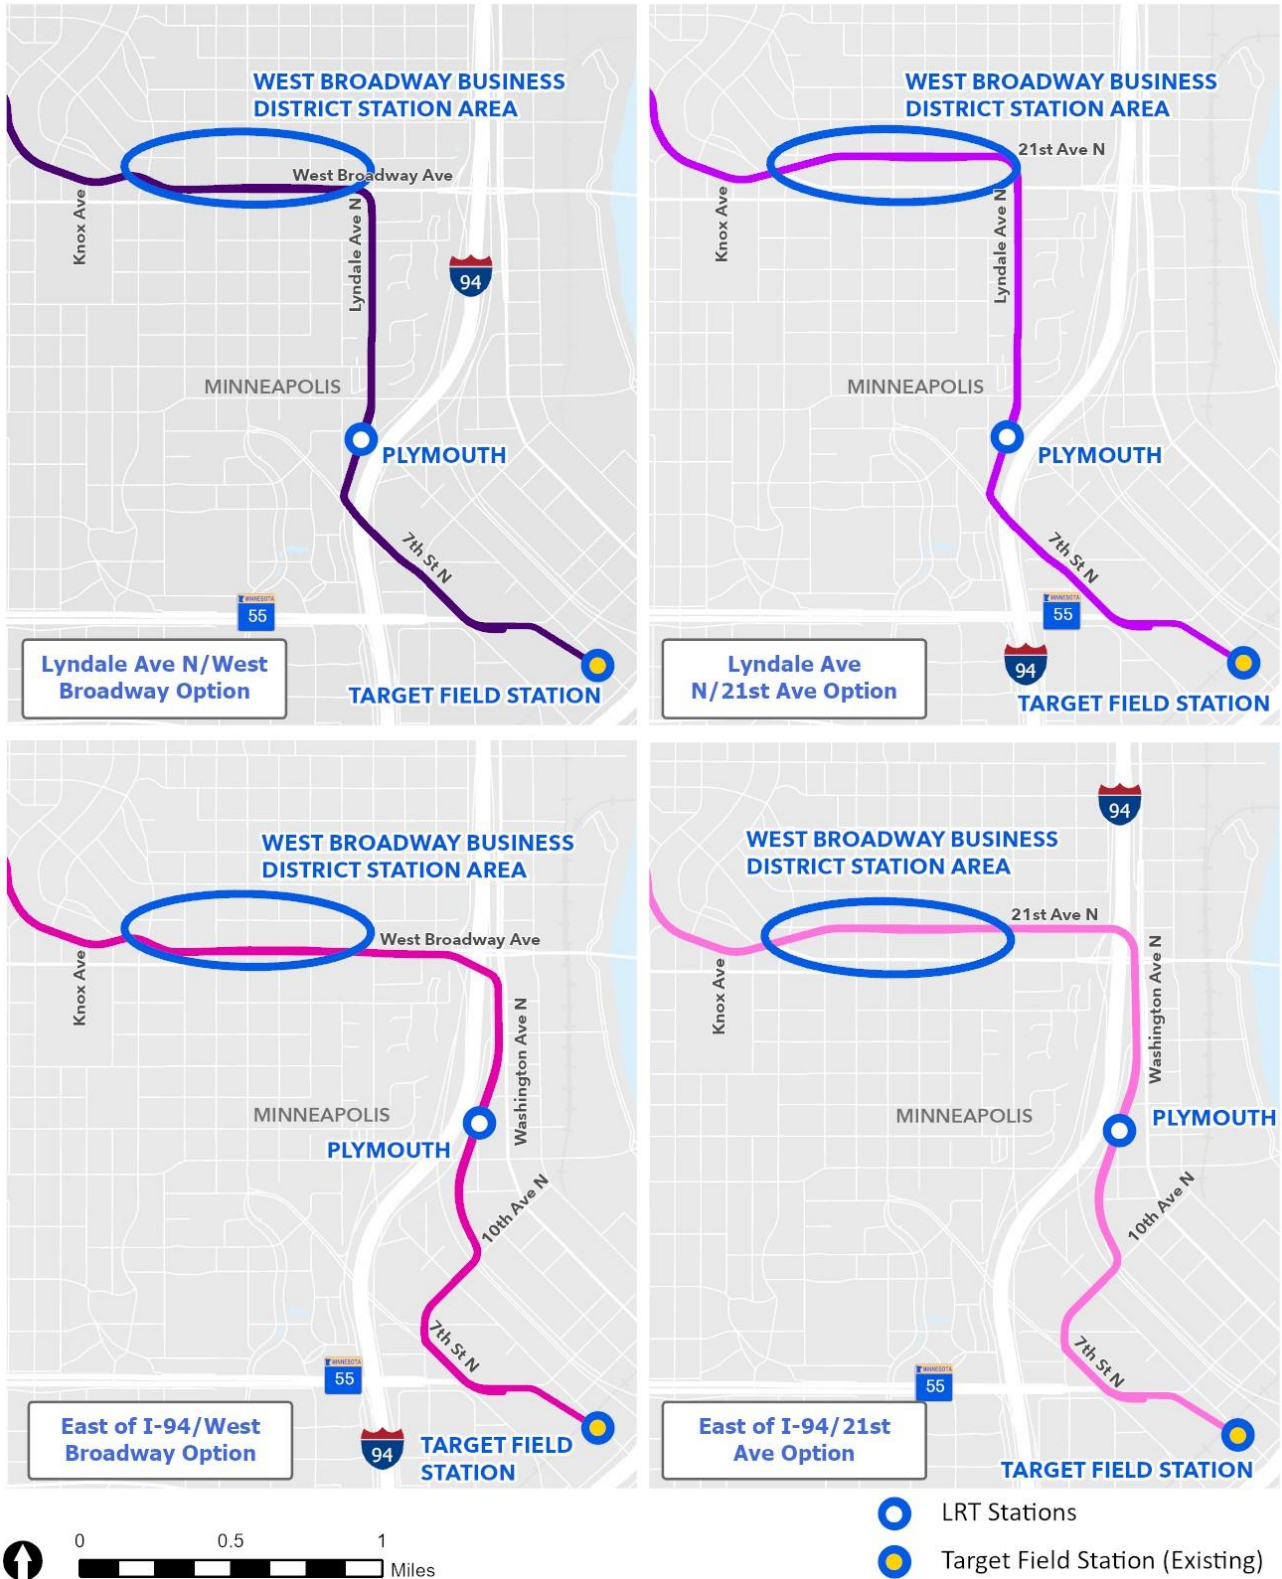 WEST BROADWAY BUSINESS
DISTRICT STATION AREA
West Broadway Ave
Knox Ave
Lyndale Ave N
94
MINNEAPOLIS
PLYMOUTH
7th St N
MINNESOTA
55
Lyndale Ave N/West
Broadway Option
TARGET FIELD STATION
WEST BROADWAY BUSINESS
DISTRICT STATION AREA
21st Ave N
Knox Ave
Lyndale Ave N
MINNEAPOLIS
PLYMOUTH
7th St N
MINNESOTA
55
94
Lyndale Ave
N/21st Ave Option
TARGET FIELD STATION
WEST BROADWAY BUSINESS
DISTRICT STATION AREA
West Broadway Ave
Knox Ave
Washington Ave N
MINNEAPOLIS
PLYMOUTH
10th Ave N
7th St N
MINNESOTA
55
East of I-94/West
Broadway Option
94
TARGET FIELD
STATION
94
WEST BROADWAY BUSINESS
DISTRICT STATION AREA
21st Ave N
Knox Ave
Washington Ave N
MINNEAPOLIS
PLYMOUTH
10th Ave N
7th St N
MINNESOTA
55
East of I-94/21st
Ave Option
TARGET FIELD STATION
0 0.5 1
Miles
LRT Stations
Target Field Station (Existing)